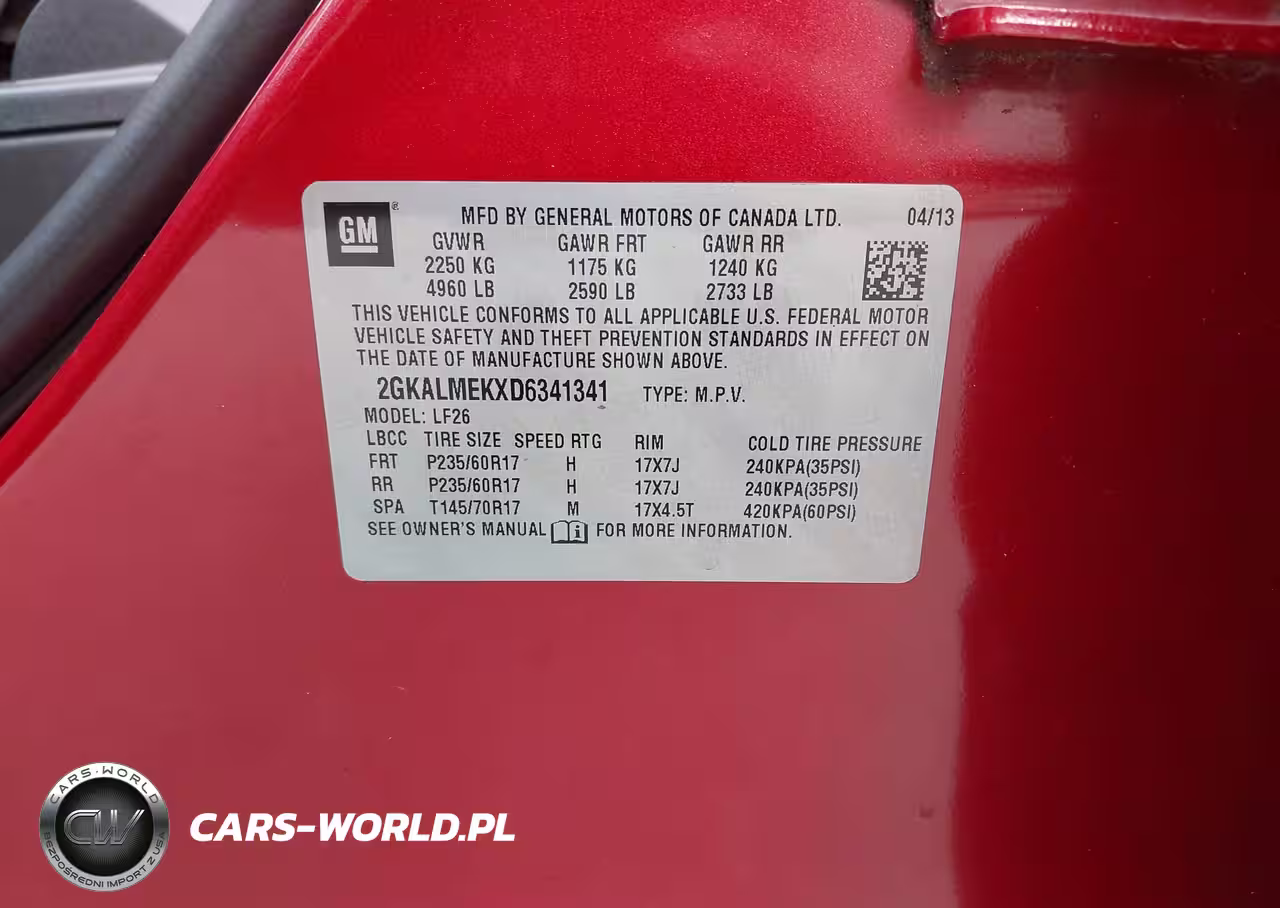 GM®
MFD BY GENERAL MOTORS OF CANADA LTD. 04/13
GVWR GAWR FRT GAWR RR
2250 KG 1175 KG 1240 KG
4960 LB 2590 LB 2733 LB
THIS VEHICLE CONFORMS TO ALL APPLICABLE U.S. FEDERAL MOTOR
VEHICLE SAFETY AND THEFT PREVENTION STANDARDS IN EFFECT ON
THE DATE OF MANUFACTURE SHOWN ABOVE.
2GKALMEKXD6341341 TYPE: M.P.V.
MODEL: LF26
LBCC TIRE SIZE SPEED RTG RIM COLD TIRE PRESSURE
FRT P235/60R17 H 17X7J 240KPA(35PSI)
RR P235/60R17 H 17X7J 240KPA(35PSI)
SPA T145/70R17 M 17X4.5T 420KPA(60PSI)
SEE OWNER'S MANUAL i FOR MORE INFORMATION.
CARS-WORLD
CW
BEZPOŚREDNI IMPORT Z USA
CARS-WORLD.PL